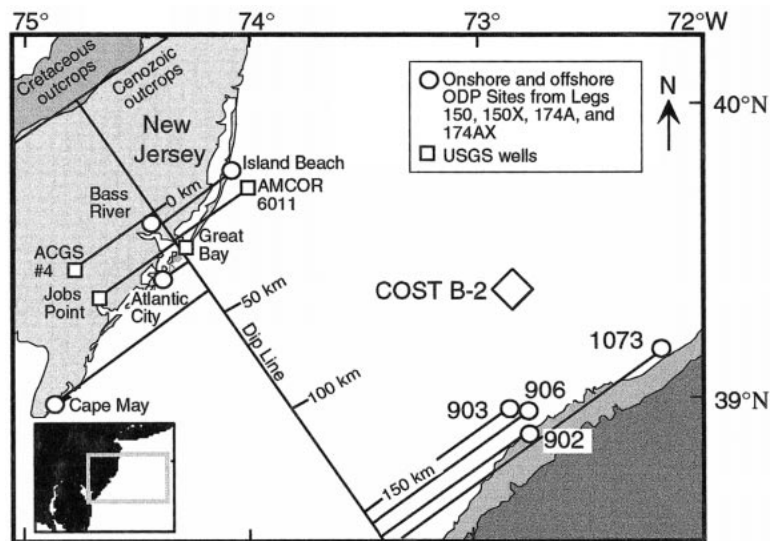 75°
74°
73°
72°W
Cretaceous
outcrops
Cenozoic
outcrops
Onshore and offshore
ODP Sites from Legs
150, 150X, 174A, and
174AX
USGS wells
N
40°N
New
Jersey
Island Beach
AMCOR
6011
Bass
River
0 km
Great
Bay
ACGS
#4
Jobs
Point
Atlantic
City
COST B-2
50 km
Dip Line
1073
100 km
903
906
39°N
Cape May
902
150 km